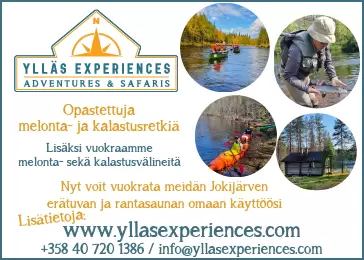 N
YLLÄS EXPERIENCES
ADVENTURES & SAFARIS
Opastettuja
melonta- ja kalastusretkiä
Lisäksi vuokraamme
melonta- sekä kalastusvälineitä
Nyt voit vuokrata meidän Jokijärven
erätuvan ja rantasaunan omaan käyttöösi
Lisätietoja:
www.yllasexperiences.com
+358 40 720 1386 / info@yllasexperiences.com